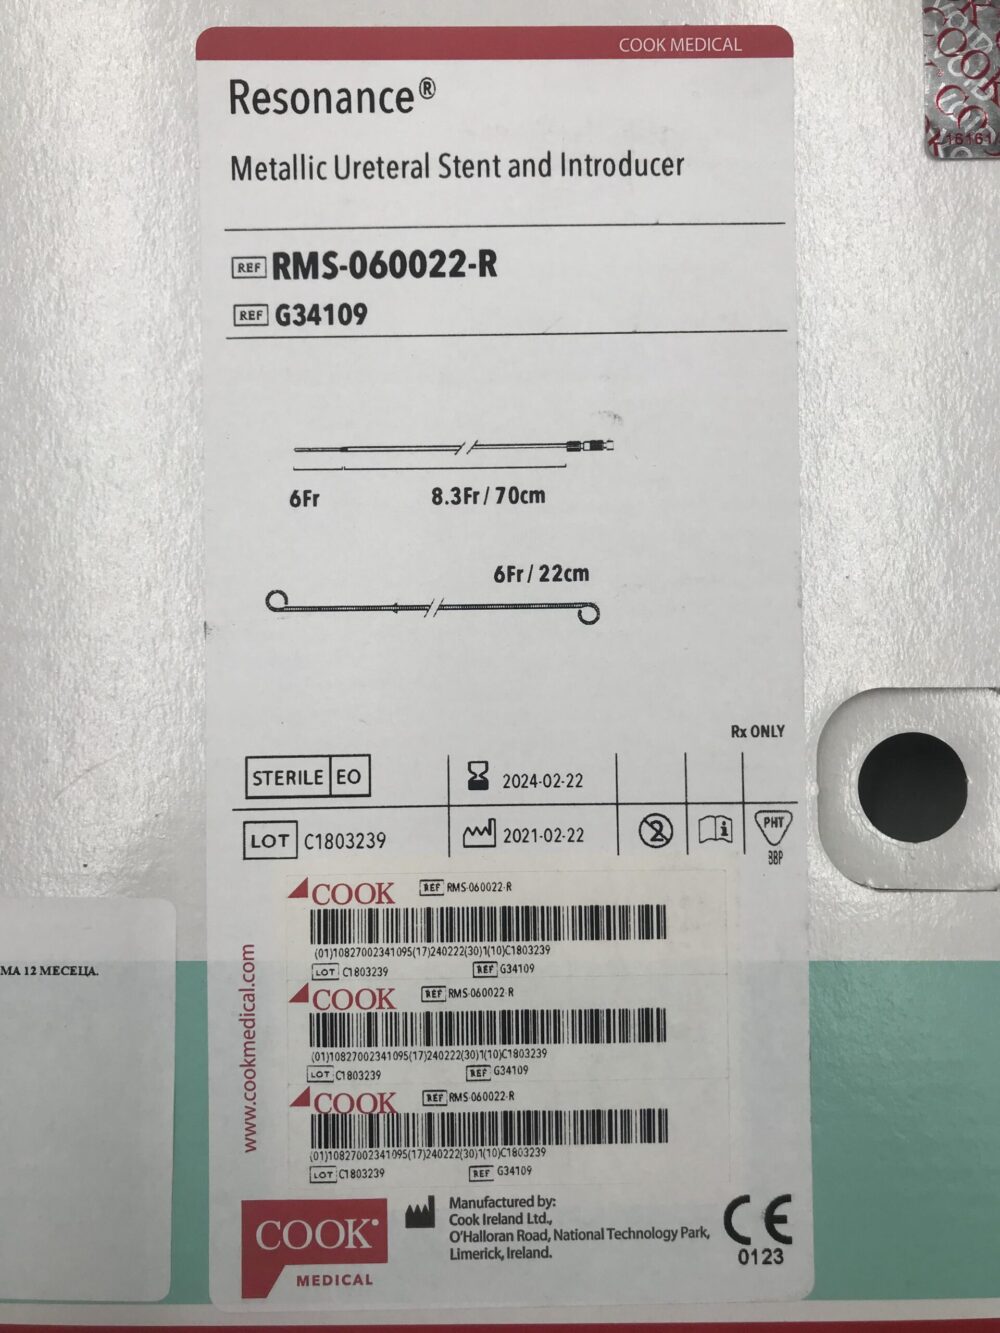 COOK MEDICAL
Resonance®
Metallic Ureteral Stent and Introducer
REF RMS-060022-R
REF G34109
6Fr
8.3Fr / 70cm
6Fr / 22cm
Rx ONLY
STERILE EO
2024-02-22
LOT C1803239
2021-02-22
2
i
PHT
BBP
COOK REF RMS-060022-R
(01)10827002341095(17)240222(30)1(10)C1803239
LOT C1803239 REF G34109
COOK REF RMS-060022-R
(01)10827002341095(17)240222(30)1(10)C1803239
LOT C1803239 REF G34109
COOK REF RMS-060022-R
(01)10827002341095(17)240222(30)1(10)C1803239
LOT C1803239 REF G34109
www.cookmedical.com
COOK
MEDICAL
Manufactured by:
Cook Ireland Ltd.,
O'Halloran Road, National Technology Park,
Limerick, Ireland.
CE
0123
МА 12 МЕСЕЦА.
COOK